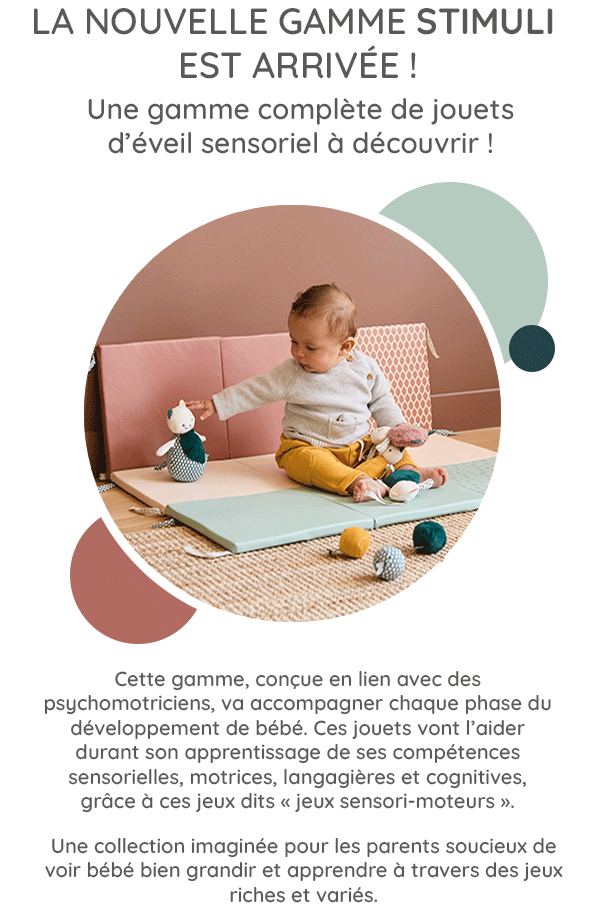 LA NOUVELLE GAMME STIMULI
EST ARRIVÉE !
Une gamme complète de jouets
d’éveil sensoriel à découvrir !
Cette gamme, conçue en lien avec des
psychomotriciens, va accompagner chaque phase du
développement de bébé. Ces jouets vont l’aider
durant son apprentissage de ses compétences
sensorielles, motrices, langagières et cognitives,
grâce à ces jeux dits « jeux sensori-moteurs ».
Une collection imaginée pour les parents soucieux de
voir bébé bien grandir et apprendre à travers des jeux
riches et variés.